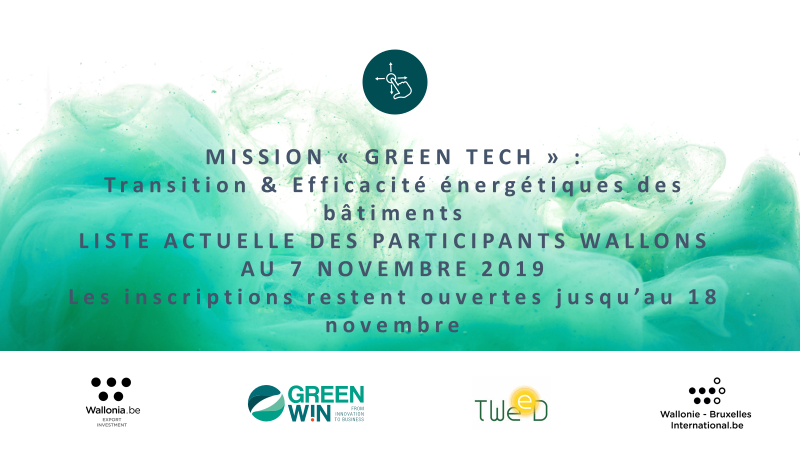 MISSION « GREEN TECH » :
Transition & Efficacité énergétiques des
bâtiments
LISTE ACTUELLE DES PARTICIPANTS WALLONS
AU 7 NOVEMBRE 2019
Les inscriptions restent ouvertes jusqu’au 18
novembre
Wallonia.be
EXPORT
INVESTMENT
GREEN
WIN
FROM
INNOVATION
TO BUSINESS
TWeeD
Wallonie - Bruxelles
International.be